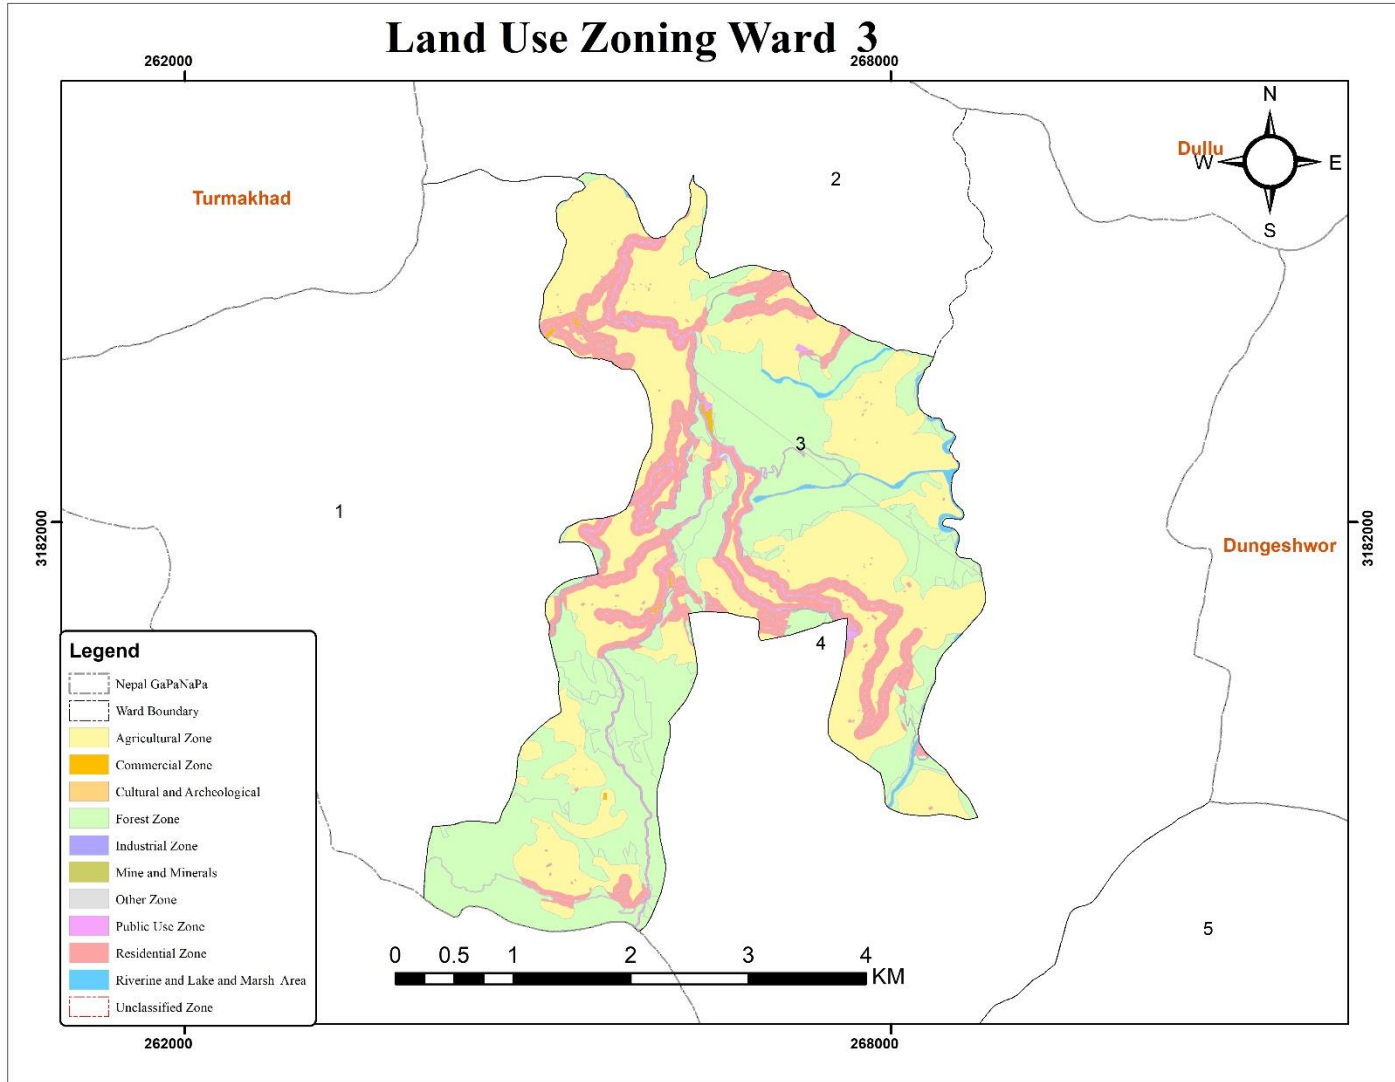 Land Use Zoning Ward 3
262000
268000
N
Dullu
W
E
S
2
Turmakhad
3
1
3182000
3182000
Dungeshwor
4
Legend
Nepal GaPaNaPa
Ward Boundary
Agricultural Zone
Commercial Zone
Cultural and Archeological
Forest Zone
Industrial Zone
Mine and Minerals
Other Zone
Public Use Zone
Residential Zone
Riverine and Lake and Marsh Area
Unclassified Zone
5
0 0.5 1 2 3 4
KM
262000
268000